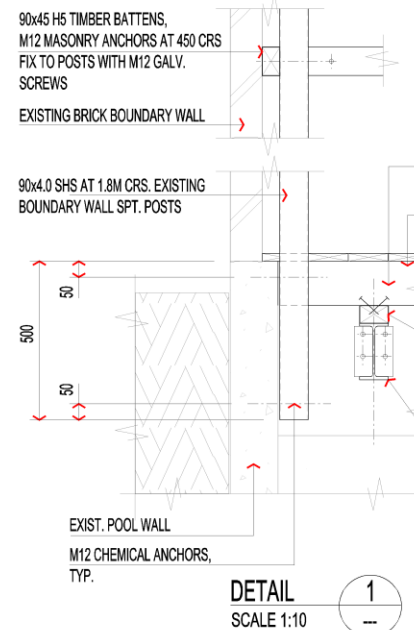 90x45 H5 TIMBER BATTENS,
M12 MASONRY ANCHORS AT 450 CRS
FIX TO POSTS WITH M12 GALV.
SCREWS
EXISTING BRICK BOUNDARY WALL
90x4.0 SHS AT 1.8M CRS. EXISTING
BOUNDARY WALL SPT. POSTS
50
500
50
EXIST. POOL WALL
M12 CHEMICAL ANCHORS,
TYP.
DETAIL 1
SCALE 1:10 ---